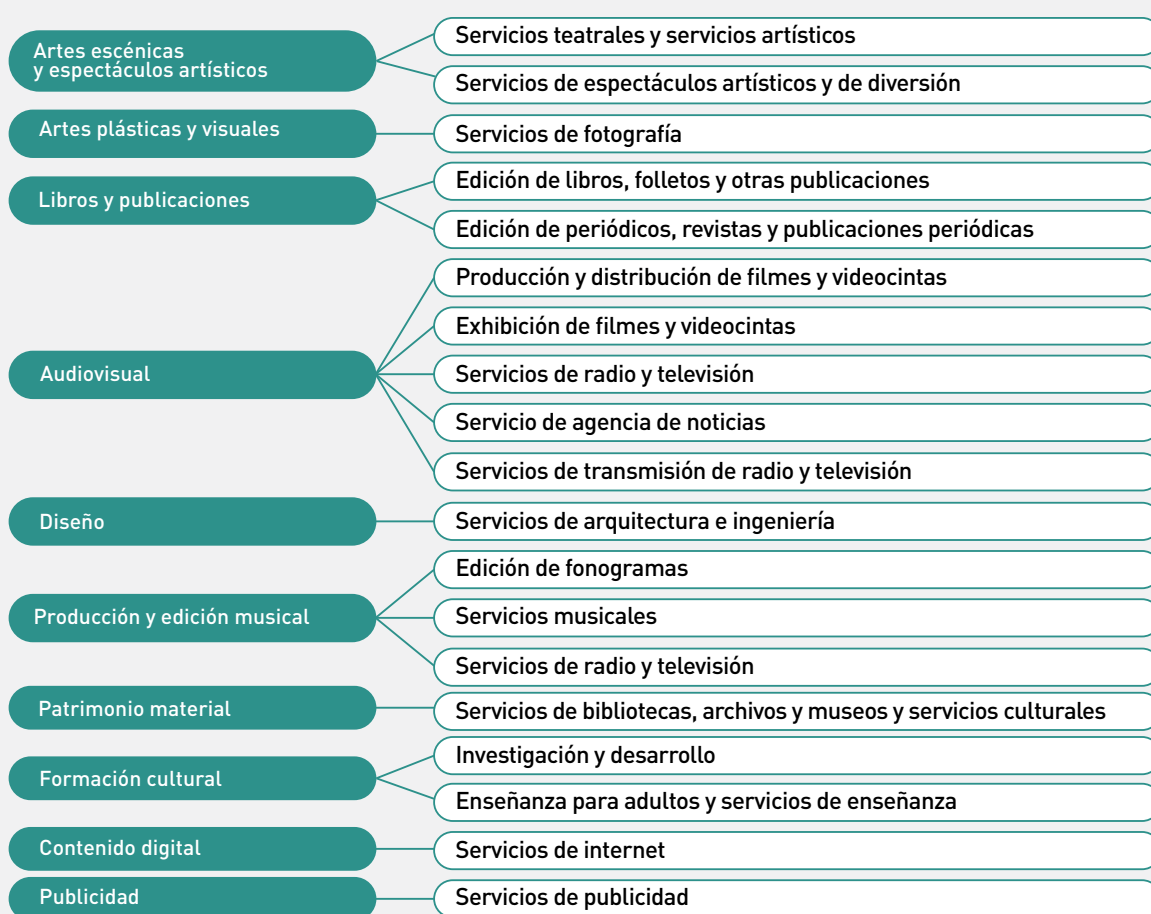 Artes escénicas
y espectáculos artísticos
Servicios teatrales y servicios artísticos
Servicios de espectáculos artísticos y de diversión
Artes plásticas y visuales
Servicios de fotografía
Libros y publicaciones
Edición de libros, folletos y otras publicaciones
Edición de periódicos, revistas y publicaciones periódicas
Audiovisual
Producción y distribución de filmes y videocintas
Exhibición de filmes y videocintas
Servicios de radio y televisión
Servicio de agencia de noticias
Servicios de transmisión de radio y televisión
Diseño
Servicios de arquitectura e ingeniería
Producción y edición musical
Edición de fonogramas
Servicios musicales
Servicios de radio y televisión
Patrimonio material
Servicios de bibliotecas, archivos y museos y servicios culturales
Formación cultural
Investigación y desarrollo
Enseñanza para adultos y servicios de enseñanza
Contenido digital
Servicios de internet
Publicidad
Servicios de publicidad